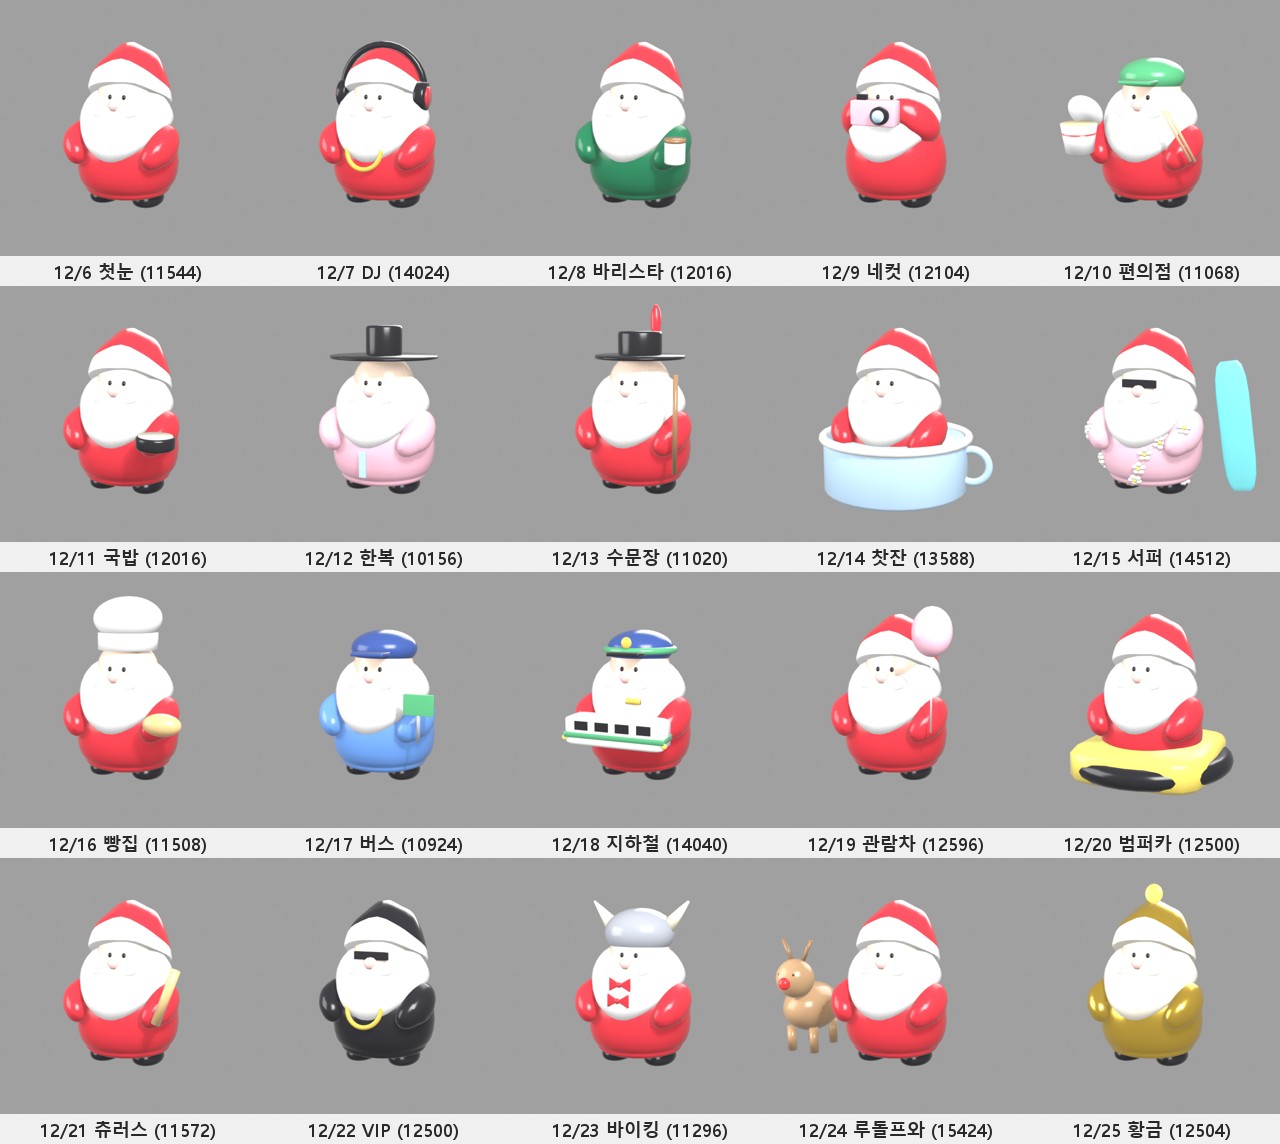 12/6 첫눈 (11544)
12/7 DJ (14024)
12/8 바리스타 (12016)
12/9 네컷 (12104)
12/10 편의점 (11068)
12/11 국밥 (12016)
12/12 한복 (10156)
12/13 수문장 (11020)
12/14 찻잔 (13588)
12/15 서퍼 (14512)
12/16 빵집 (11508)
12/17 버스 (10924)
12/18 지하철 (14040)
12/19 관람차 (12596)
12/20 범퍼카 (12500)
12/21 츄러스 (11572)
12/22 VIP (12500)
12/23 바이킹 (11296)
12/24 루돌프와 (15424)
12/25 황금 (12504)